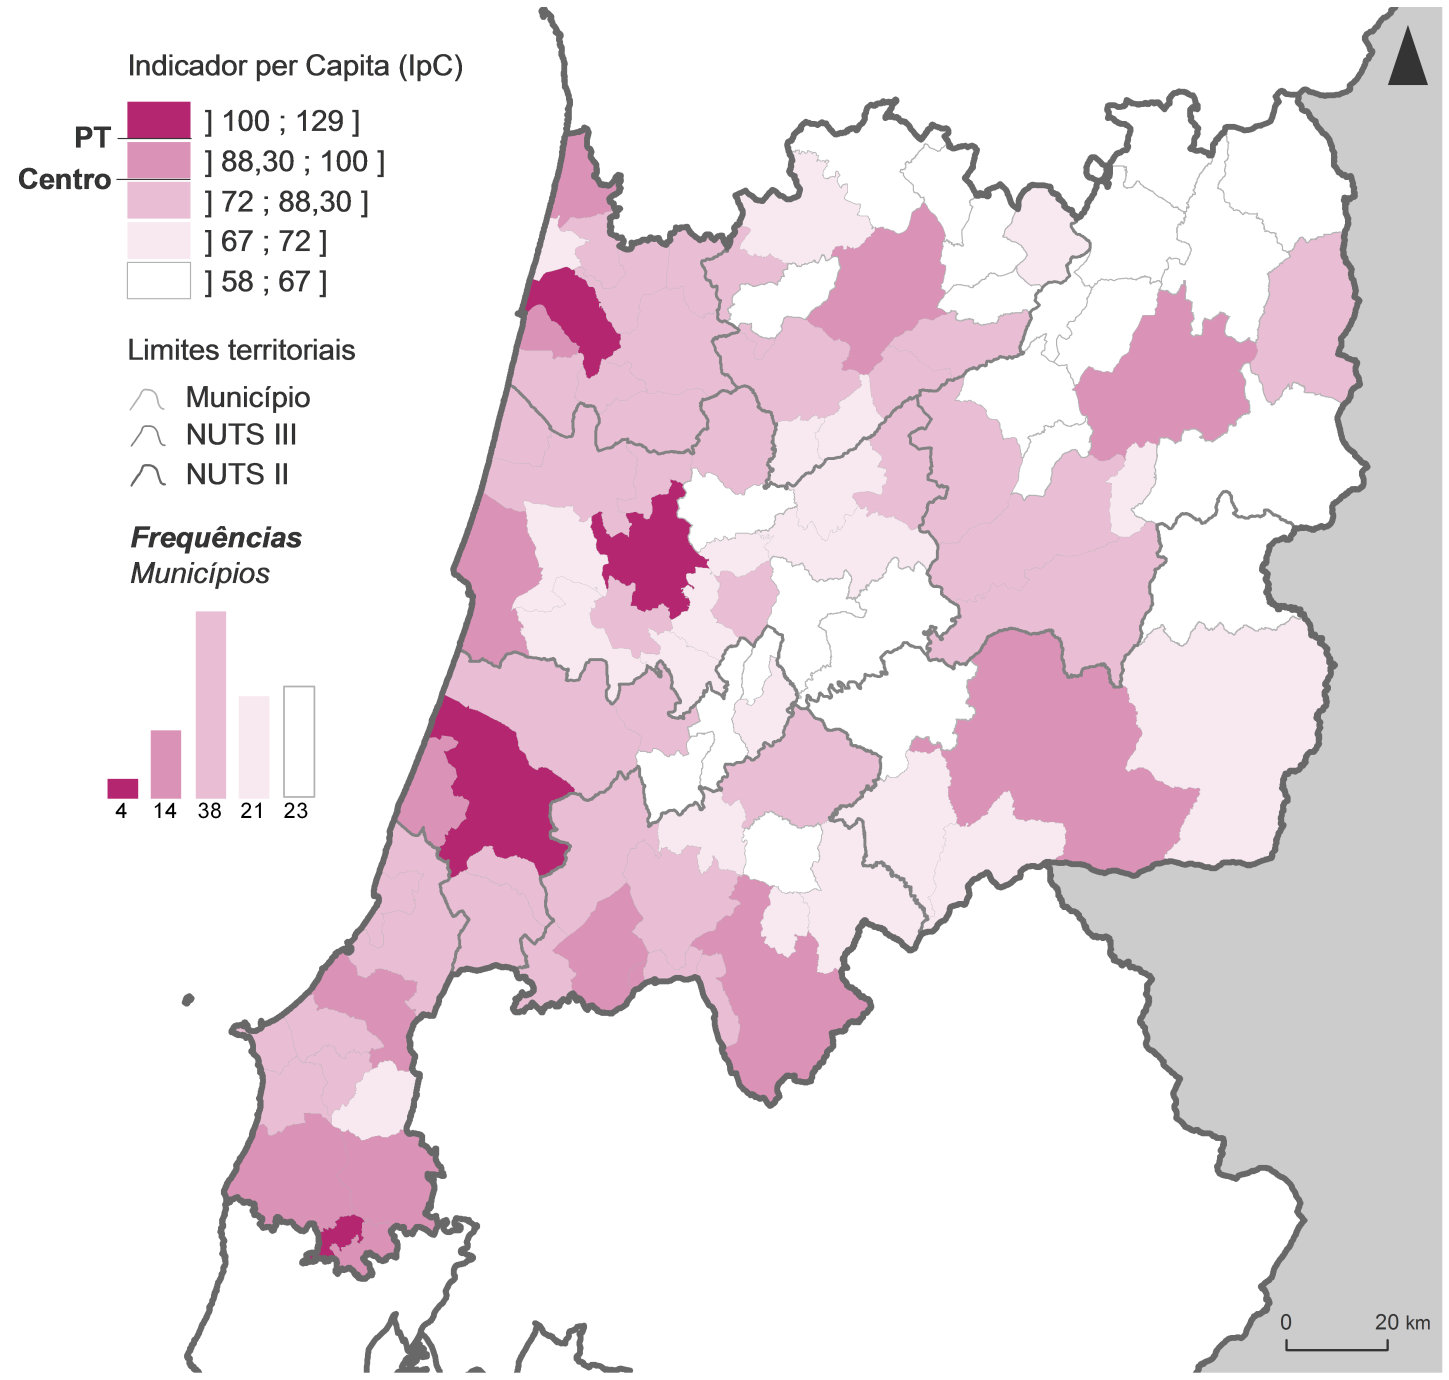 Indicador per Capita (IpC)
] 100 ; 129 ]
PT
] 88,30 ; 100 ]
Centro
] 72 ; 88,30 ]
] 67 ; 72 ]
] 58 ; 67 ]
Limites territoriais
Município
NUTS III
NUTS II
Frequências
Municípios
4 14 38 21 23
0 20 km